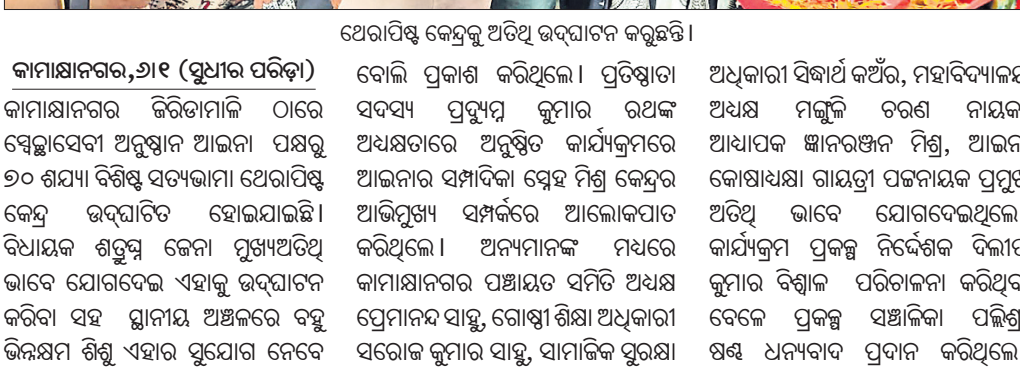 ଥେରାପିଷ୍ଟ କେନ୍ଦ୍ରକୁ ଅତିଥି ଉଦ୍‌ଘାଟନ କରୁଛନ୍ତି।
କାମାକ୍ଷାନଗର,୬ା୧ (ସୁଧୀର ପରିଡ଼ା)
କାମାକ୍ଷାନଗର ଜିରିଡାମାଳି ଠାରେ
ସ୍ୱେଚ୍ଛାସେବୀ ଅନୁଷ୍ଠାନ ଆଇନା ପକ୍ଷରୁ
୭୦ ଶଯ୍ୟା ବିଶିଷ୍ଟ ସତ୍ୟଭାମା ଥେରାପିଷ୍ଟ
କେନ୍ଦ୍ର ଉଦ୍‌ଘାଟିତ ହୋଇଯାଇଛି।
ବିଧାୟକ ଶତ୍ରୁଘ୍ନ ଜେନା ମୁଖ୍ୟଅତିଥି
ଭାବେ ଯୋଗଦେଇ ଏହାକୁ ଉଦ୍‌ଘାଟନ
କରିବା ସହ ସ୍ଥାନୀୟ ଅଞ୍ଚଳରେ ବହୁ
ଭିନ୍ନକ୍ଷମ ଶିଶୁ ଏହାର ସୁଯୋଗ ନେବେ
ବୋଲି ପ୍ରକାଶ କରିଥିଲେ। ପ୍ରତିଷ୍ଠାତା
ସଦସ୍ୟ ପ୍ରଦ୍ୟୁମ୍ନ କୁମାର ରଥଙ୍କ
ଅଧ୍ୟକ୍ଷତାରେ ଅନୁଷ୍ଠିତ କାର୍ଯ୍ୟକ୍ରମରେ
ଆଇନାର ସମ୍ପାଦିକା ସ୍ନେହ ମିଶ୍ର କେନ୍ଦ୍ରର
ଆଭିମୁଖ୍ୟ ସମ୍ପର୍କରେ ଆଲୋକପାତ
କରିଥିଲେ। ଅନ୍ୟମାନଙ୍କ ମଧ୍ୟରେ
କାମାକ୍ଷାନଗର ପଞ୍ଚାୟତ ସମିତି ଅଧ୍ୟକ୍ଷ
ପ୍ରେମାନନ୍ଦ ସାହୁ, ଗୋଷ୍ଠୀ ଶିକ୍ଷା ଅଧିକାରୀ
ସରୋଜ କୁମାର ସାହୁ, ସାମାଜିକ ସୁରକ୍ଷା
ଅଧିକାରୀ ସିଦ୍ଧାର୍ଥ କଅଁର, ମହାବିଦ୍ୟାଳୟ
ଅଧ୍ୟକ୍ଷ ମଙ୍ଗୁଳି ଚରଣ ନାୟକ
ଆଧ୍ୟାପକ ଜ୍ଞାନରଞ୍ଜନ ମିଶ୍ର, ଆଇନା
କୋଷାଧ୍ୟକ୍ଷା ଗାୟତ୍ରୀ ପଟ୍ଟନାୟକ ପ୍ରମୁଖ
ଅତିଥି ଭାବେ ଯୋଗଦେଇଥିଲେ
କାର୍ଯ୍ୟକ୍ରମ ପ୍ରକଳ୍ପ ନିର୍ଦ୍ଦେଶକ ଦିଲୀପ
କୁମାର ବିଶ୍ୱାଳ ପରିଚାଳନା କରିଥିବା
ବେଳେ ପ୍ରକଳ୍ପ ସଞ୍ଚାଳିକା ପଲ୍ଲିଶ୍ରୀ
ଷଣ୍ଢ ଧନ୍ୟବାଦ ପ୍ରଦାନ କରିଥିଲେ